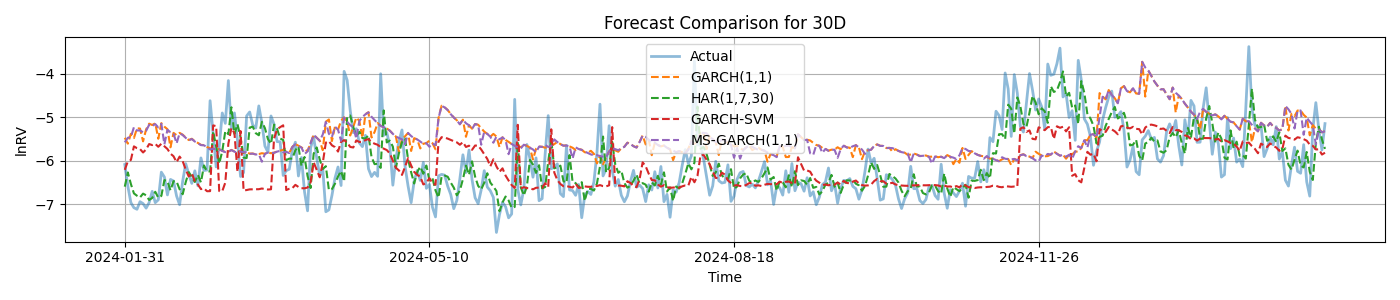 Forecast Comparison for 30D
Actual
GARCH(1,1)
HAR(1,7,30)
GARCH-SVM
MS-GARCH(1,1)
lnRV
−4
−5
−6
−7
2024-01-31
2024-05-10
2024-08-18
2024-11-26
Time